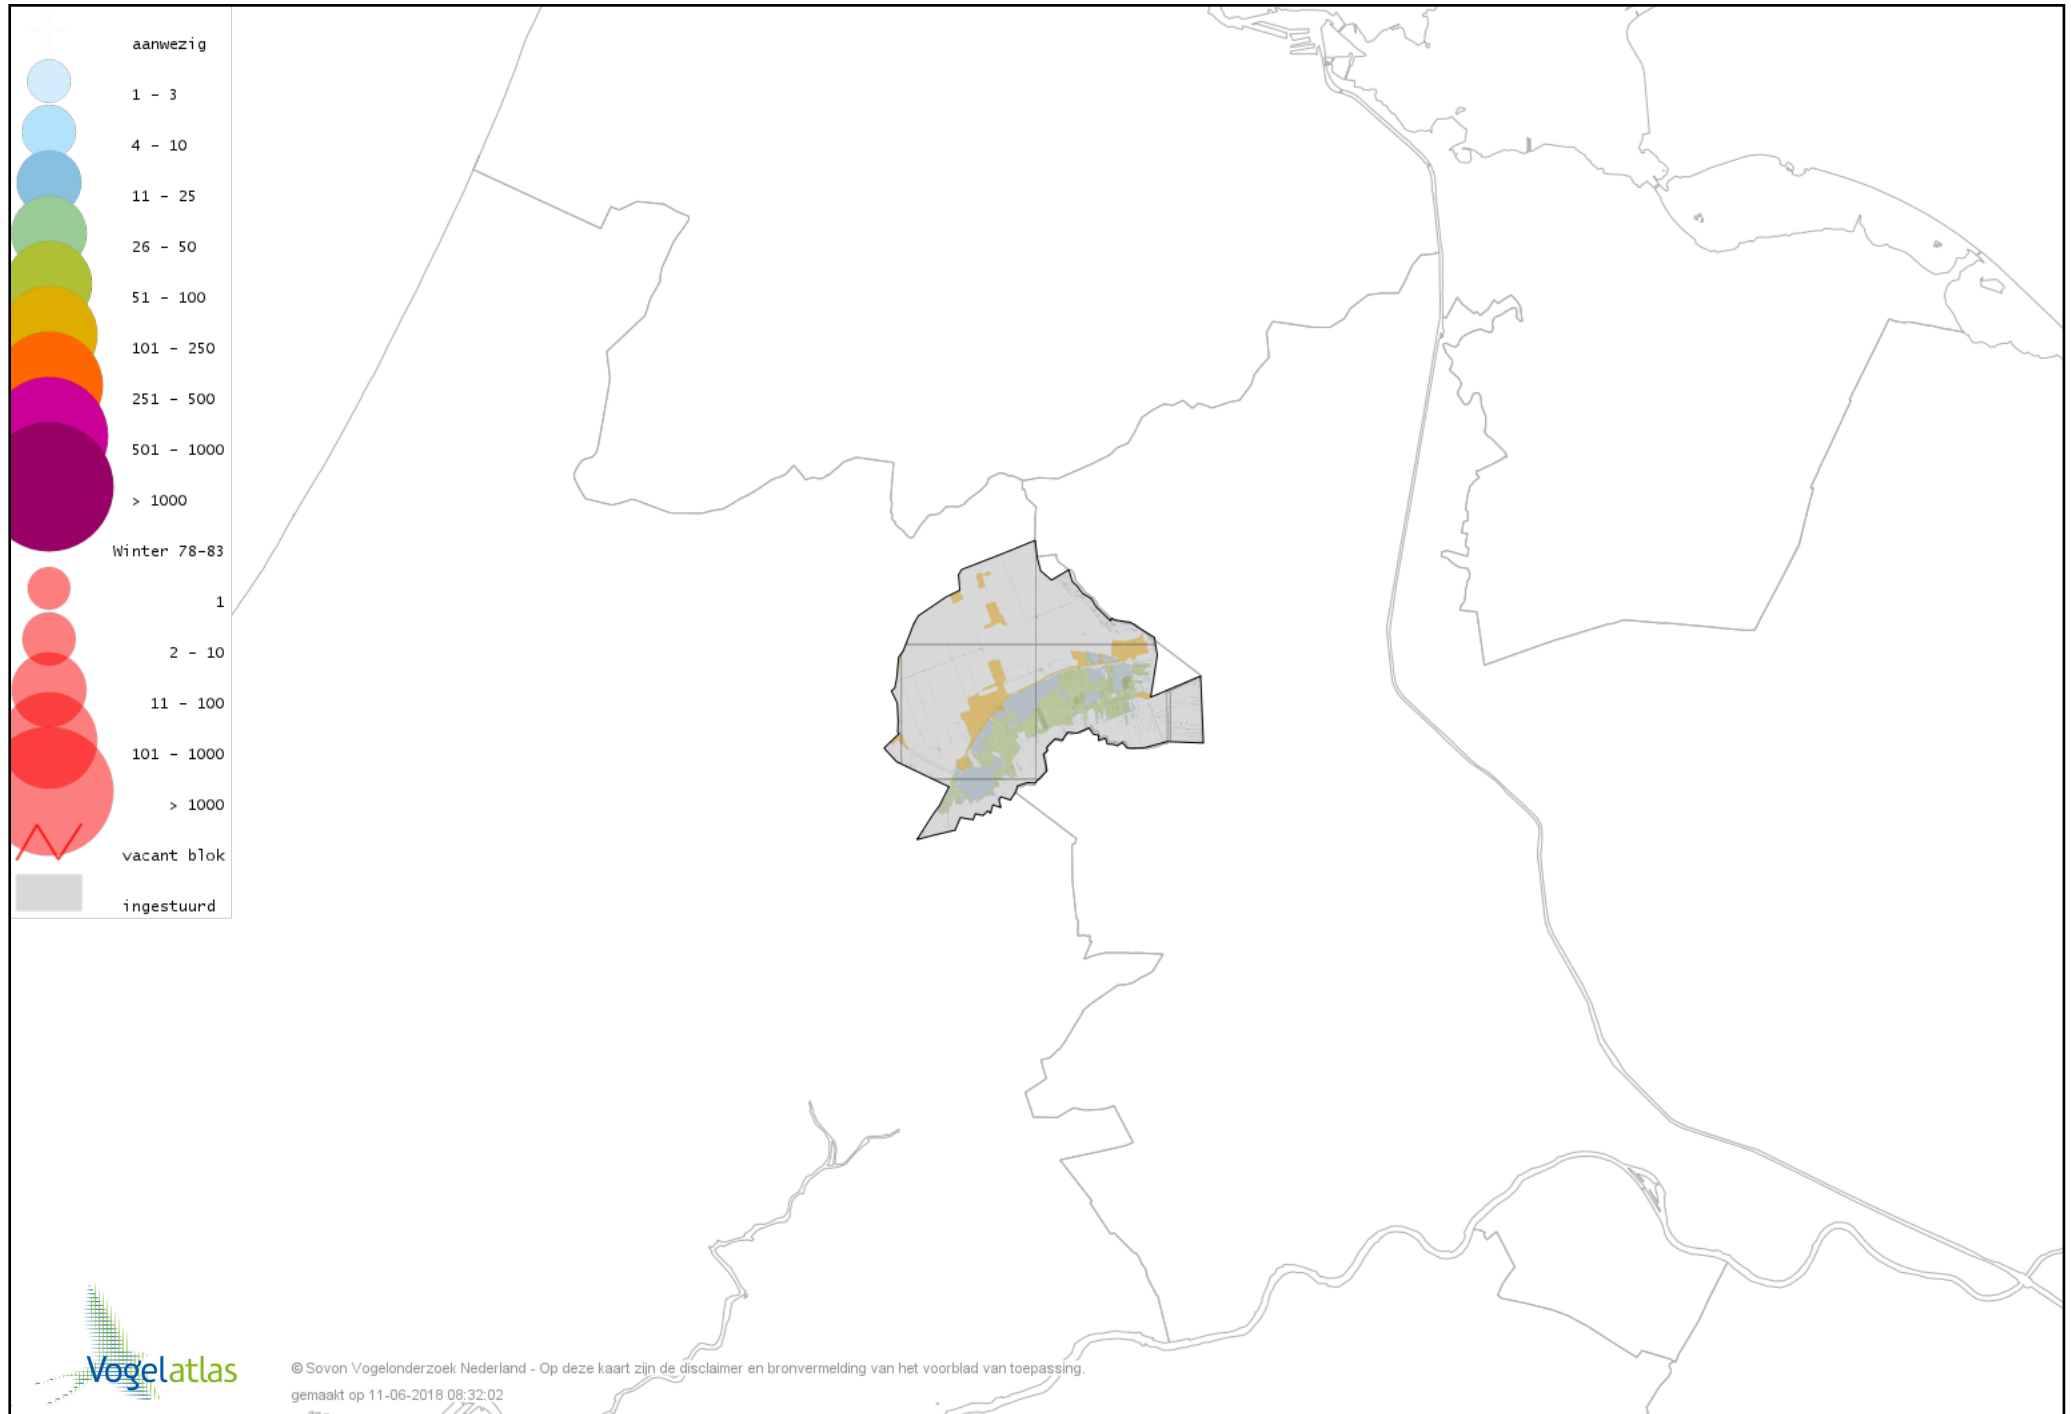 aanwezig
1 – 3
4 – 10
11 – 25
26 – 50
51 – 100
101 – 250
251 – 500
501 – 1000
> 1000
Winter 78-83
1
2 – 10
11 – 100
101 – 1000
> 1000
vacant blok
ingestuurd
Vogelatlas
© Sovon Vogelonderzoek Nederland - Op deze kaart zijn de disclaimer en bronvermelding van het voorblad van toepassing.
gemaakt op 11-06-2018 08:32:02